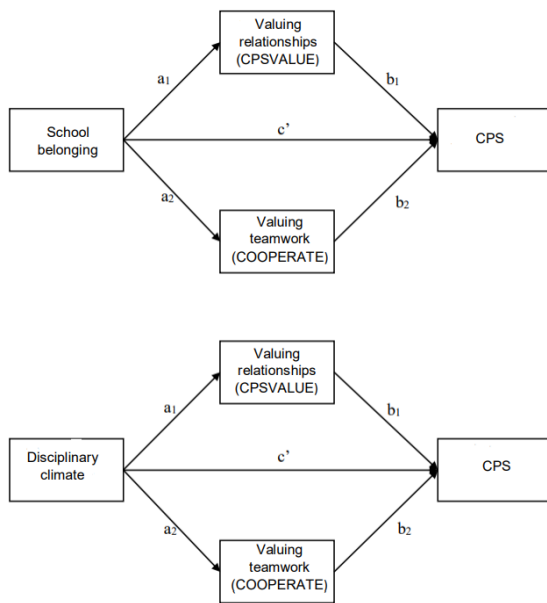 Valuing
relationships
(CPSVALUE)
a1
b1
School
belonging
c'
CPS
a2
b2
Valuing
teamwork
(COOPERATE)
Valuing
relationships
(CPSVALUE)
a1
b1
Disciplinary
climate
c'
CPS
a2
b2
Valuing
teamwork
(COOPERATE)